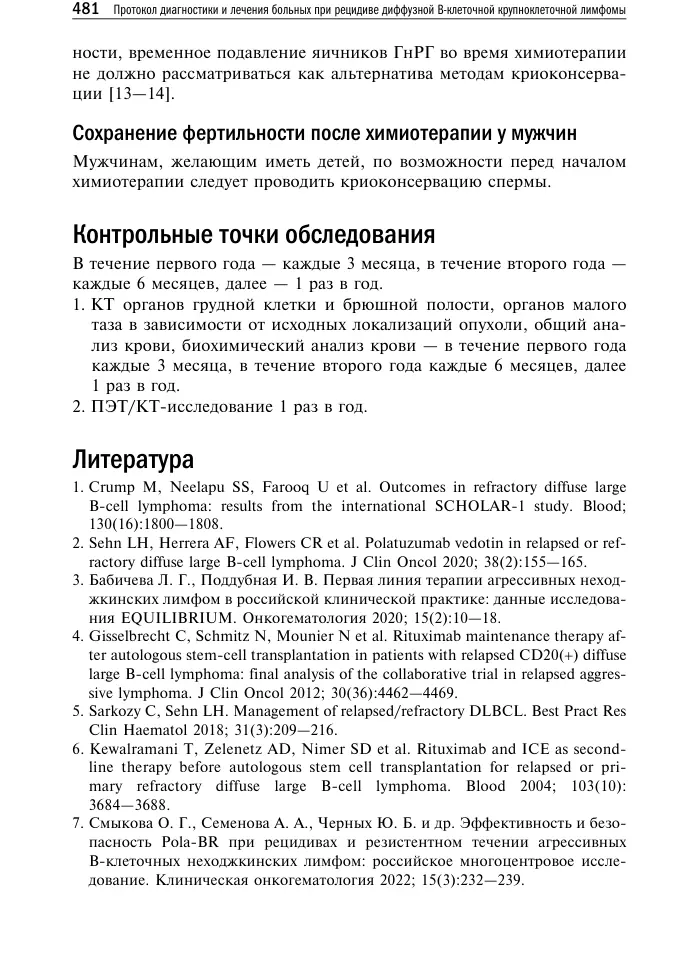 481 Протокол диагностики и лечения больных при рецидиве диффузной В-клеточной крупноклеточной лимфомы
ности, временное подавление яичников ГнРГ во время химиотерапии
не должно рассматриваться как альтернатива методам криоконсерва-
ции [13—14].
Сохранение фертильности после химиотерапии у мужчин
Мужчинам, желающим иметь детей, по возможности перед началом
химиотерапии следует проводить криоконсервацию спермы.
Контрольные точки обследования
В течение первого года — каждые 3 месяца, в течение второго года —
каждые 6 месяцев, далее — 1 раз в год.
1. КТ органов грудной клетки и брюшной полости, органов малого
таза в зависимости от исходных локализаций опухоли, общий ана-
лиз крови, биохимический анализ крови — в течение первого года
каждые 3 месяца, в течение второго года каждые 6 месяцев, далее
1 раз в год.
2. ПЭТ/КТ-исследование 1 раз в год.
Литература
1. Crump M, Neelapu SS, Farooq U et al. Outcomes in refractory diffuse large
B-cell lymphoma: results from the international SCHOLAR-1 study. Blood;
130(16):1800—1808.
2. Sehn LH, Herrera AF, Flowers CR et al. Polatuzumab vedotin in relapsed or ref-
ractory diffuse large B-cell lymphoma. J Clin Oncol 2020; 38(2):155—165.
3. Бабичева Л. Г., Поддубная И. В. Первая линия терапии агрессивных неход-
жкинских лимфом в российской клинической практике: данные исследова-
ния EQUILIBRIUM. Онкогематология 2020; 15(2):10—18.
4. Gisselbrecht C, Schmitz N, Mounier N et al. Rituximab maintenance therapy af-
ter autologous stem-cell transplantation in patients with relapsed CD20(+) diffuse
large B-cell lymphoma: final analysis of the collaborative trial in relapsed aggres-
sive lymphoma. J Clin Oncol 2012; 30(36):4462—4469.
5. Sarkozy C, Sehn LH. Management of relapsed/refractory DLBCL. Best Pract Res
Clin Haematol 2018; 31(3):209—216.
6. Kewalramani T, Zelenetz AD, Nimer SD et al. Rituximab and ICE as second-
line therapy before autologous stem cell transplantation for relapsed or pri-
mary refractory diffuse large B-cell lymphoma. Blood 2004; 103(10):
3684—3688.
7. Смыкова О. Г., Семенова А. А., Черных Ю. Б. и др. Эффективность и безо-
пасность Pola-BR при рецидивах и резистентном течении агрессивных
В-клеточных неходжкинских лимфом: российское многоцентровое иссле-
дование. Клиническая онкогематология 2022; 15(3):232—239.